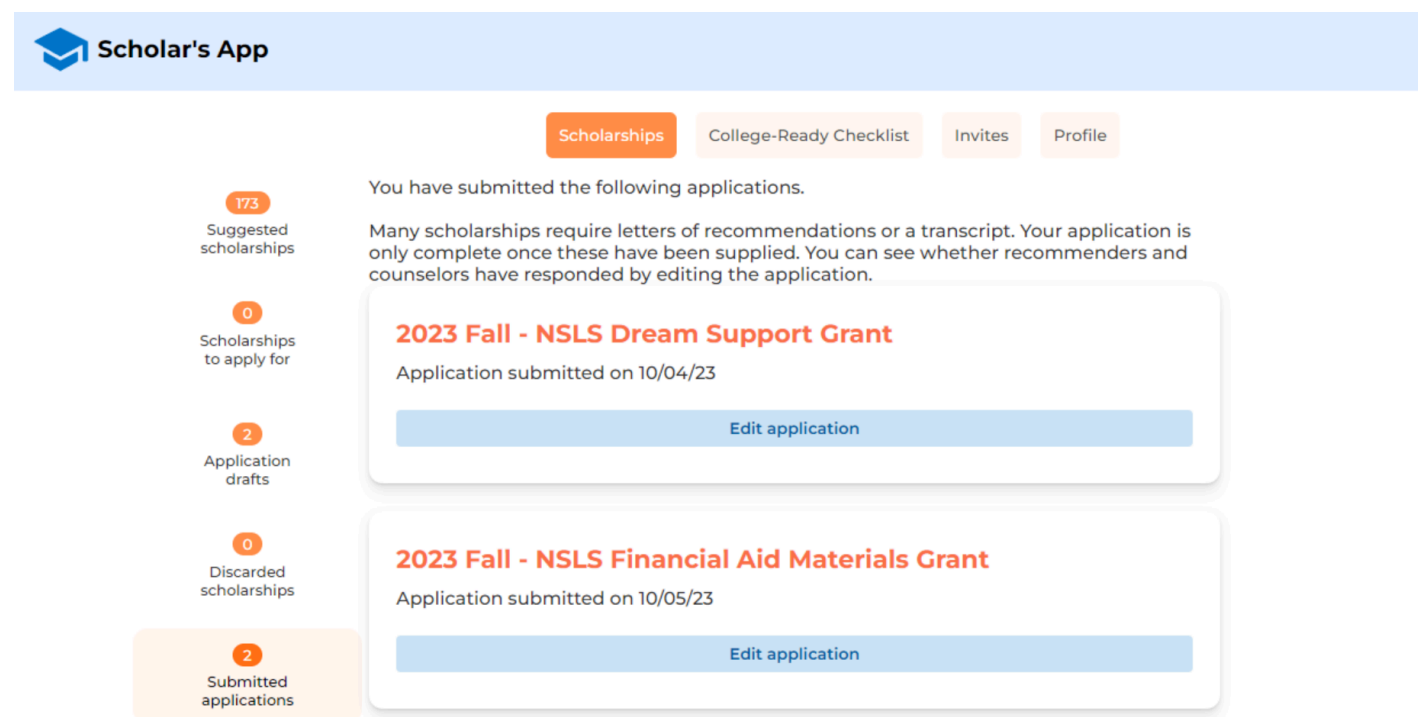 Scholar's App
Scholarships College-Ready Checklist Invites Profile
173
Suggested
scholarships
0
Scholarships
to apply for
2
Application
drafts
0
Discarded
scholarships
2
Submitted
applications
You have submitted the following applications.
Many scholarships require letters of recommendations or a transcript. Your application is
only complete once these have been supplied. You can see whether recommenders and
counselors have responded by editing the application.
2023 Fall - NSLS Dream Support Grant
Application submitted on 10/04/23
Edit application
2023 Fall - NSLS Financial Aid Materials Grant
Application submitted on 10/05/23
Edit application